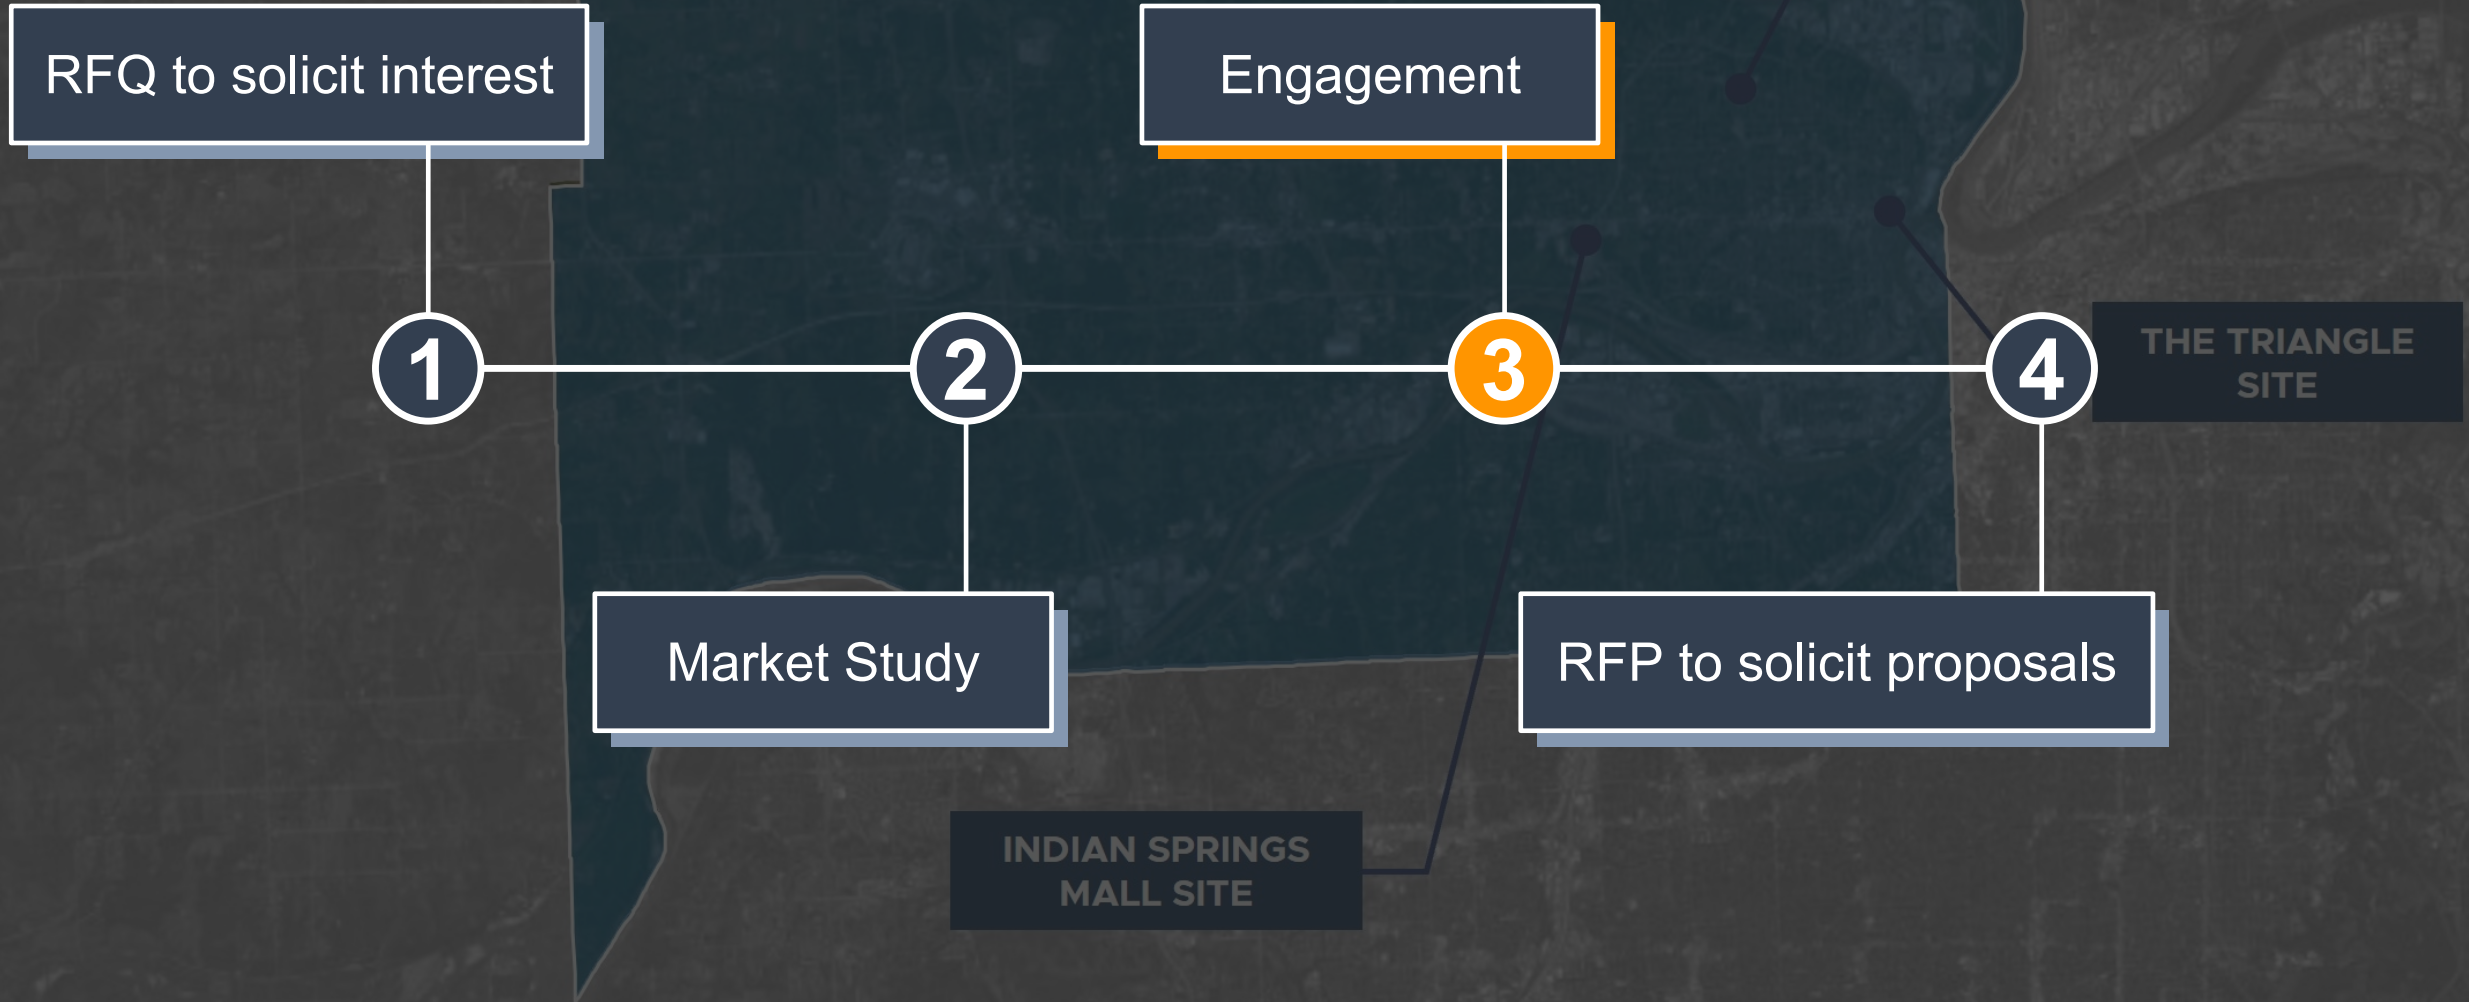 RFQ to solicit interest
Engagement
1
2
3
4
THE TRIANGLE
SITE
Market Study
RFP to solicit proposals
INDIAN SPRINGS
MALL SITE